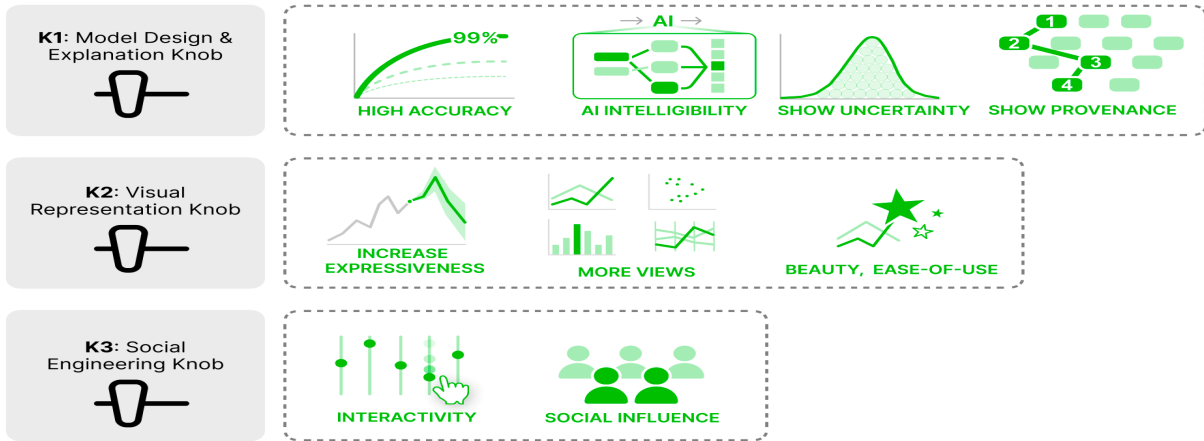 K1: Model Design &
Explanation Knob
99%
HIGH ACCURACY
AI
AI INTELLIGIBILITY
SHOW UNCERTAINTY
1
2
3
4
SHOW PROVENANCE
K2: Visual
Representation Knob
INCREASE
EXPRESSIVENESS
MORE VIEWS
BEAUTY, EASE-OF-USE
K3: Social
Engineering Knob
INTERACTIVITY
SOCIAL INFLUENCE